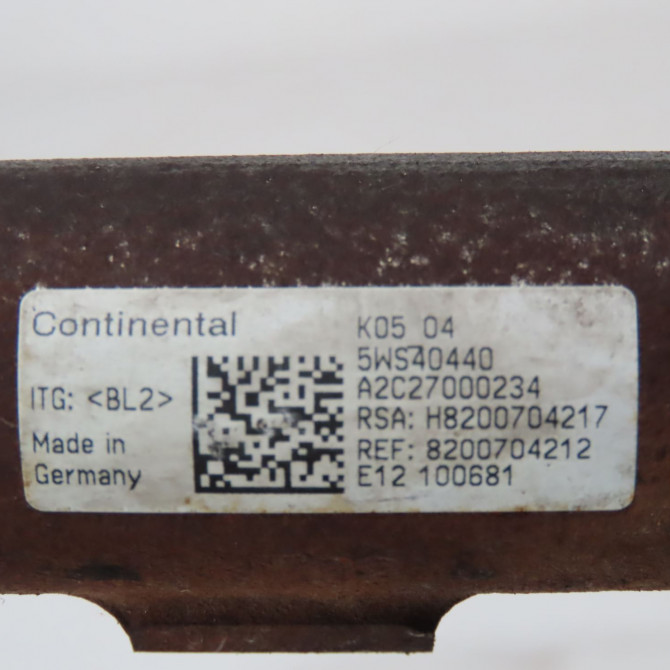 Continental
ITG: <BL2>
Made in
Germany
K05 04
5WS40440
A2C27000234
RSA: H8200704217
REF: 8200704212
E12 100681